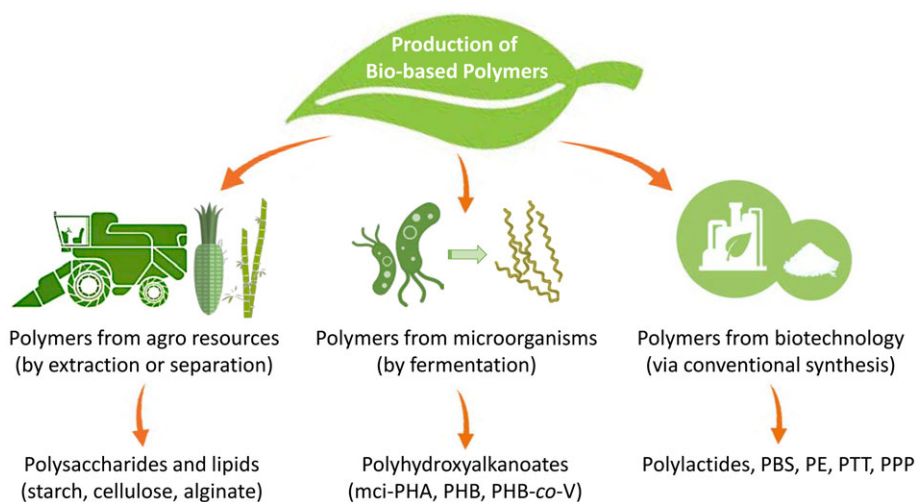 Production of
Bio-based Polymers
Polymers from agro resources
(by extraction or separation)
Polymers from microorganisms
(by fermentation)
Polymers from biotechnology
(via conventional synthesis)
Polysaccharides and lipids
(starch, cellulose, alginate)
Polyhydroxyalkanoates
(mci-PHA, PHB, PHB-co-V)
Polylactides, PBS, PE, PTT, PPP